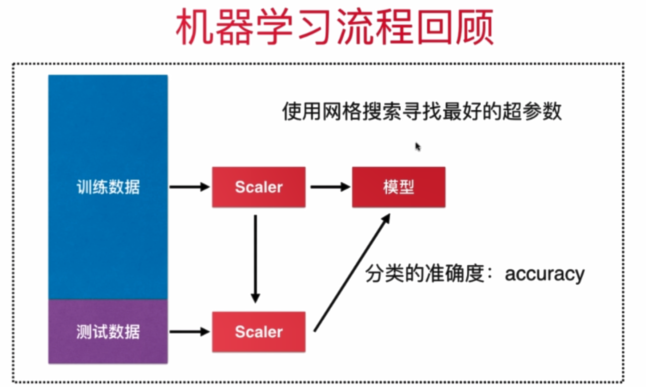 机器学习流程回顾
使用网格搜索寻找最好的超参数
训练数据
Scaler
模型
分类的准确度：accuracy
测试数据
Scaler